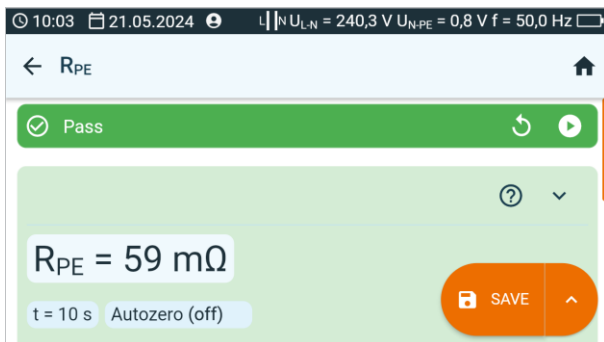 10:03 21.05.2024 L N U L-N = 240,3 V U N-PE = 0,8 V f = 50,0 Hz
RPE
Pass
RPE = 59 mΩ
t = 10 s Autozero (off)
SAVE